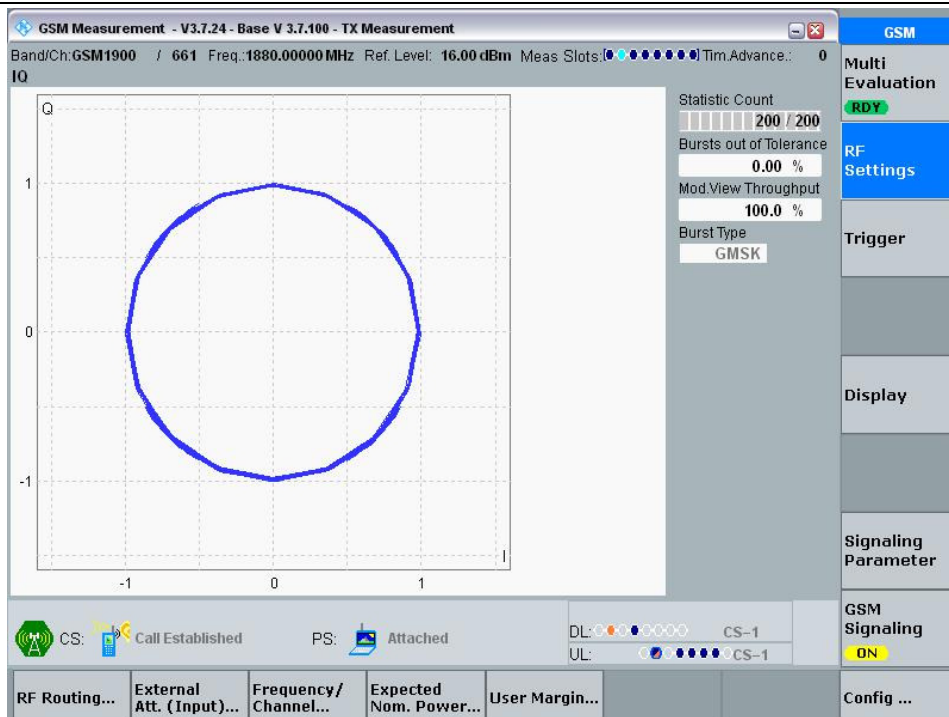 GSM Measurement - V3.7.24 - Base V 3.7.100 - TX Measurement
GSM
Band/Ch:GSM1900 / 661 Freq.:1880.00000 MHz Ref. Level: 16.00 dBm Meas Slots: Tim.Advance.: 0
IQ
Multi
Evaluation
RDY
Q
1
0
-1
-1 0 1
I
Statistic Count
200 / 200
Bursts out of Tolerance
0.00 %
Mod.View Throughput
100.0 %
Burst Type
GMSK
RF
Settings
Trigger
Display
Signaling
Parameter
GSM
Signaling
ON
CS: Call Established PS: Attached
DL: CS-1
UL: CS-1
RF Routing...
External
Att. (Input)...
Frequency/
Channel...
Expected
Nom. Power...
User Margin...
Config ...